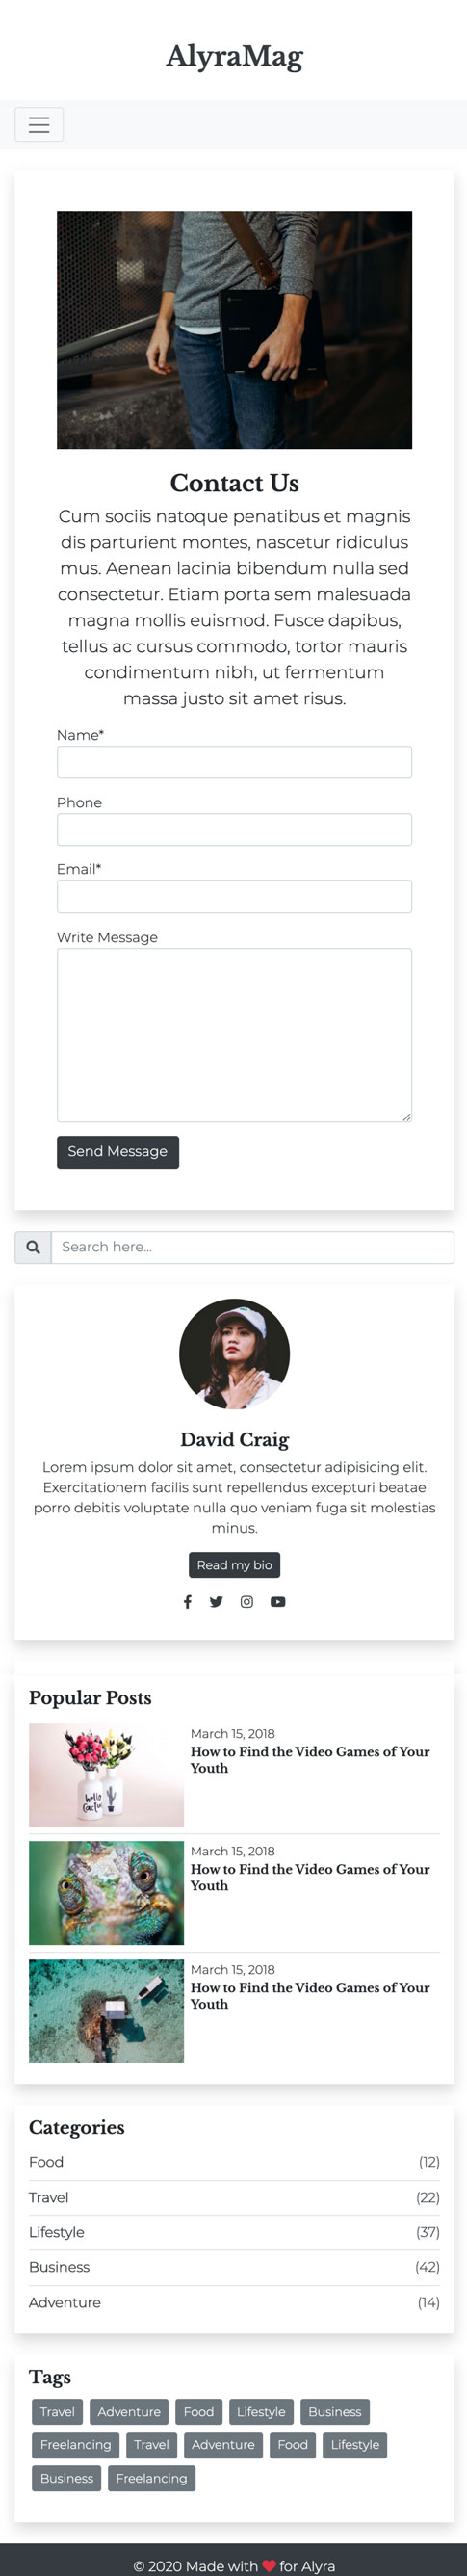 AlyraMag
SAMSUNG
Contact Us
Cum sociis natoque penatibus et magnis
dis parturient montes, nascetur ridiculus
mus. Aenean lacinia bibendum nulla sed
consectetur. Etiam porta sem malesuada
magna mollis euismod. Fusce dapibus,
tellus ac cursus commodo, tortor mauris
condimentum nibh, ut fermentum
massa justo sit amet risus.
Name*
Phone
Email*
Write Message
Send Message
Search here...
David Craig
Lorem ipsum dolor sit amet, consectetur adipisicing elit.
Exercitationem facilis sunt repellendus excepturi beatae
porro debitis voluptate nulla quo veniam fuga sit molestias
minus.
Read my bio
Popular Posts
hello
cactus
March 15, 2018
How to Find the Video Games of Your
Youth
March 15, 2018
How to Find the Video Games of Your
Youth
March 15, 2018
How to Find the Video Games of Your
Youth
Categories
Food (12)
Travel (22)
Lifestyle (37)
Business (42)
Adventure (14)
Tags
Travel Adventure Food Lifestyle Business
Freelancing Travel Adventure Food Lifestyle
Business Freelancing
© 2020 Made with ❤ for Alyra